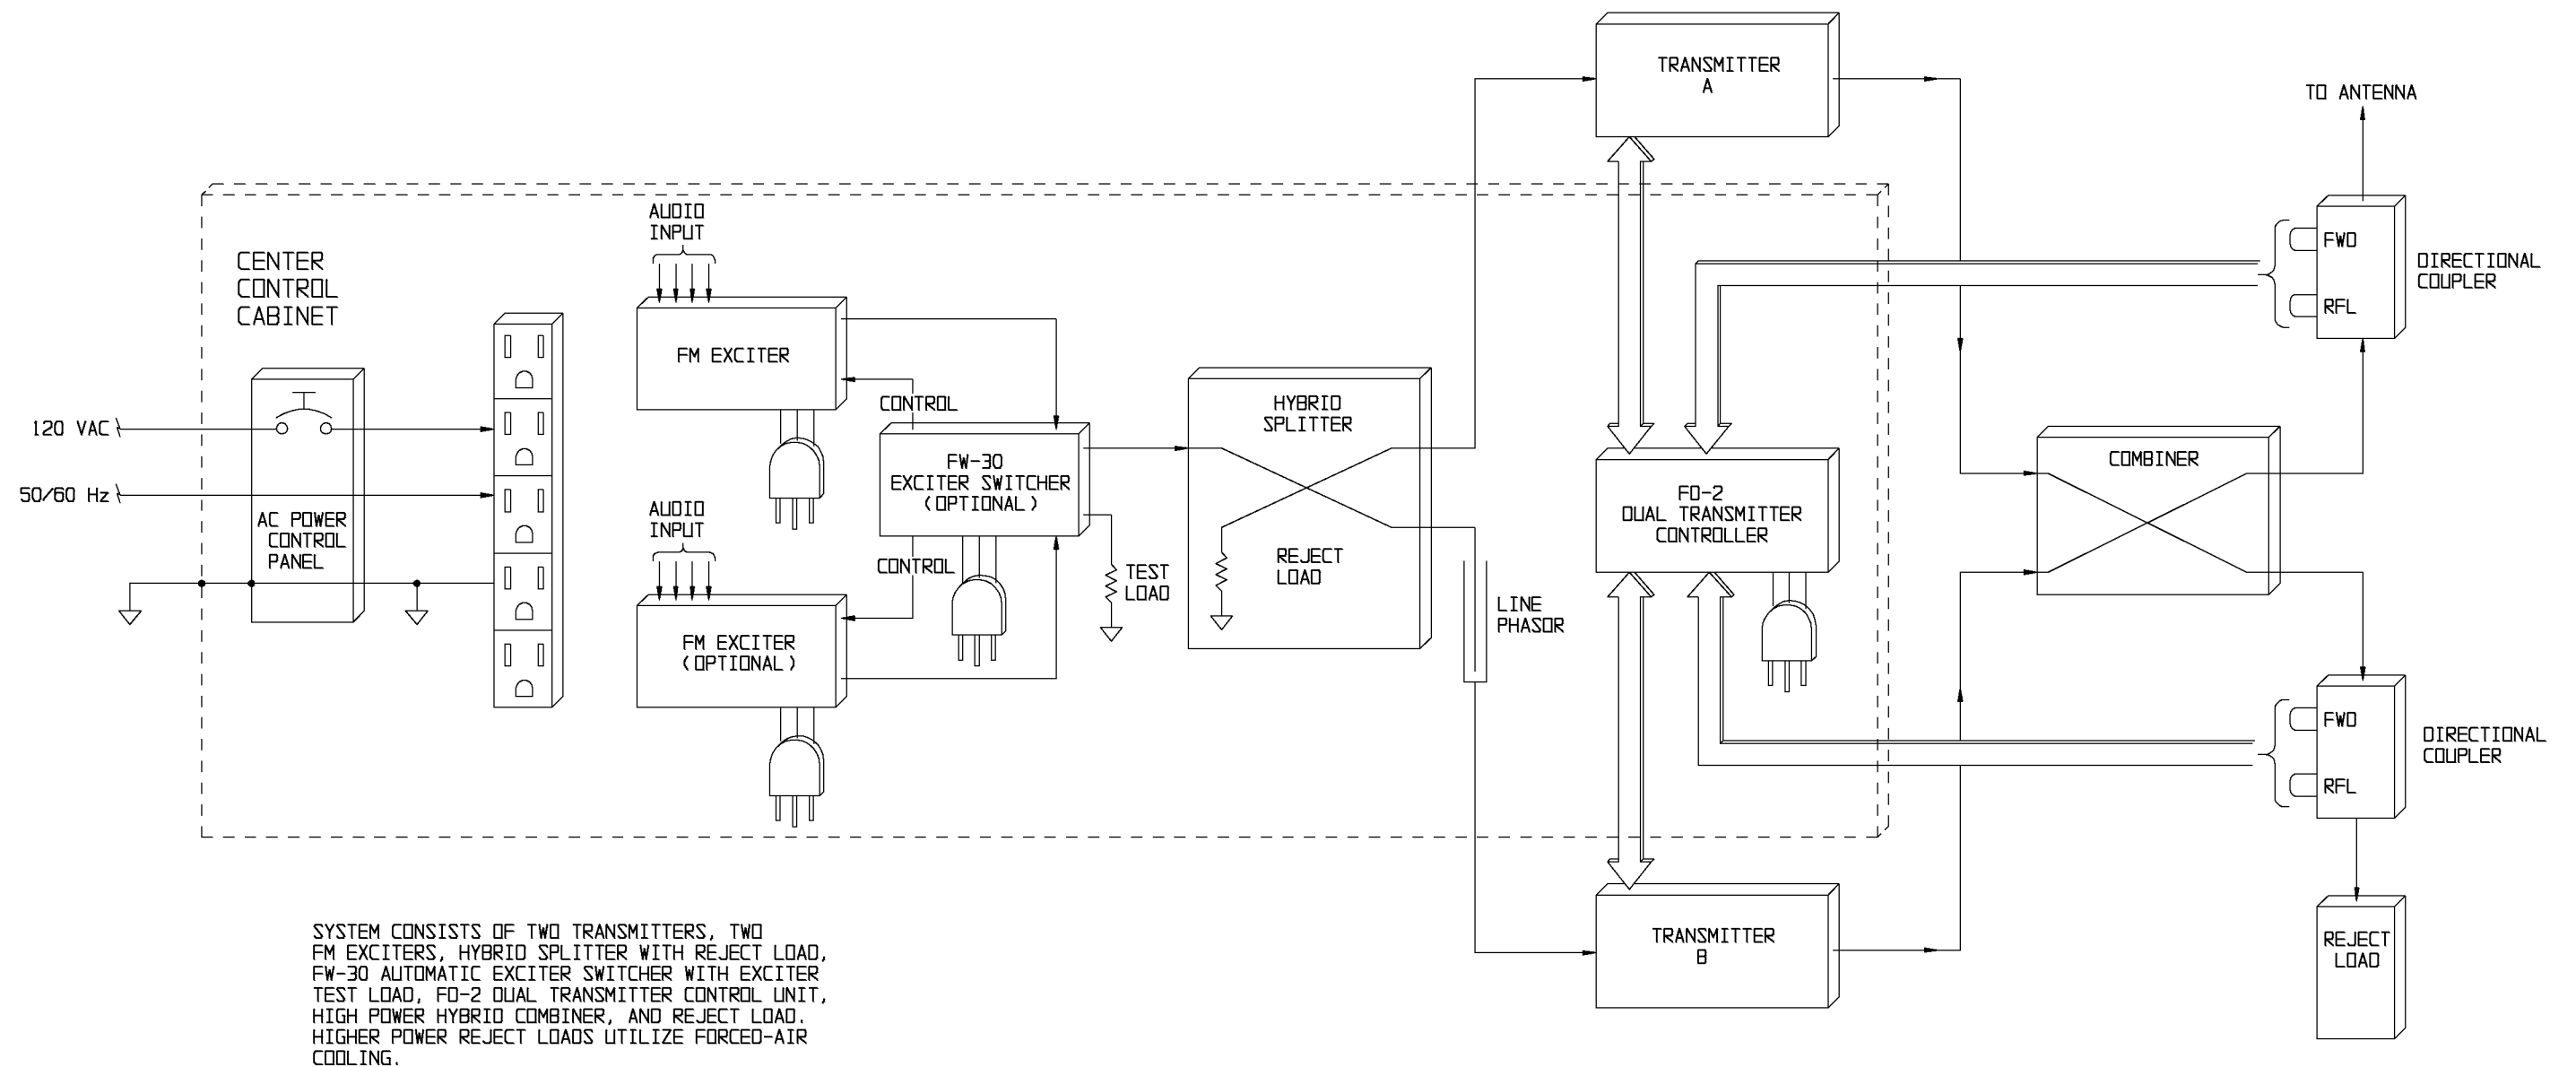 TRANSMITTER
A
TO ANTENNA
AUDIO
INPUT
CENTER
CONTROL
CABINET
FWD
RFL
DIRECTIONAL
COUPLER
FM EXCITER
CONTROL
HYBRID
SPLITTER
120 VAC
50/60 Hz
AC POWER
CONTROL
PANEL
FW-30
EXCITER SWITCHER
(OPTIONAL)
COMBINER
FD-2
DUAL TRANSMITTER
CONTROLLER
AUDIO
INPUT
CONTROL
TEST
LOAD
REJECT
LOAD
LINE
PHASOR
FM EXCITER
(OPTIONAL)
FWD
RFL
DIRECTIONAL
COUPLER
TRANSMITTER
B
REJECT
LOAD
SYSTEM CONSISTS OF TWO TRANSMITTERS, TWO
FM EXCITERS, HYBRID SPLITTER WITH REJECT LOAD,
FW-30 AUTOMATIC EXCITER SWITCHER WITH EXCITER
TEST LOAD, FD-2 DUAL TRANSMITTER CONTROL UNIT,
HIGH POWER HYBRID COMBINER, AND REJECT LOAD.
HIGHER POWER REJECT LOADS UTILIZE FORCED-AIR
COOLING.